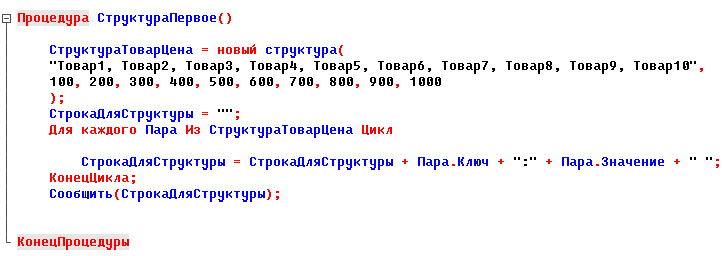 Процедура СтруктураПервое()
СтруктураТоварЦена = новый структура(
"Товар1, Товар2, Товар3, Товар4, Товар5, Товар6, Товар7, Товар8, Товар9, Товар10",
100, 200, 300, 400, 500, 600, 700, 800, 900, 1000
);
СтрокаДляСтруктуры = "";
Для каждого Пара Из СтруктураТоварЦена Цикл
СтрокаДляСтруктуры = СтрокаДляСтруктуры + Пара.Ключ + ":" + Пара.Значение + " ";
КонецЦикла;
Сообщить(СтрокаДляСтруктуры);
КонецПроцедуры